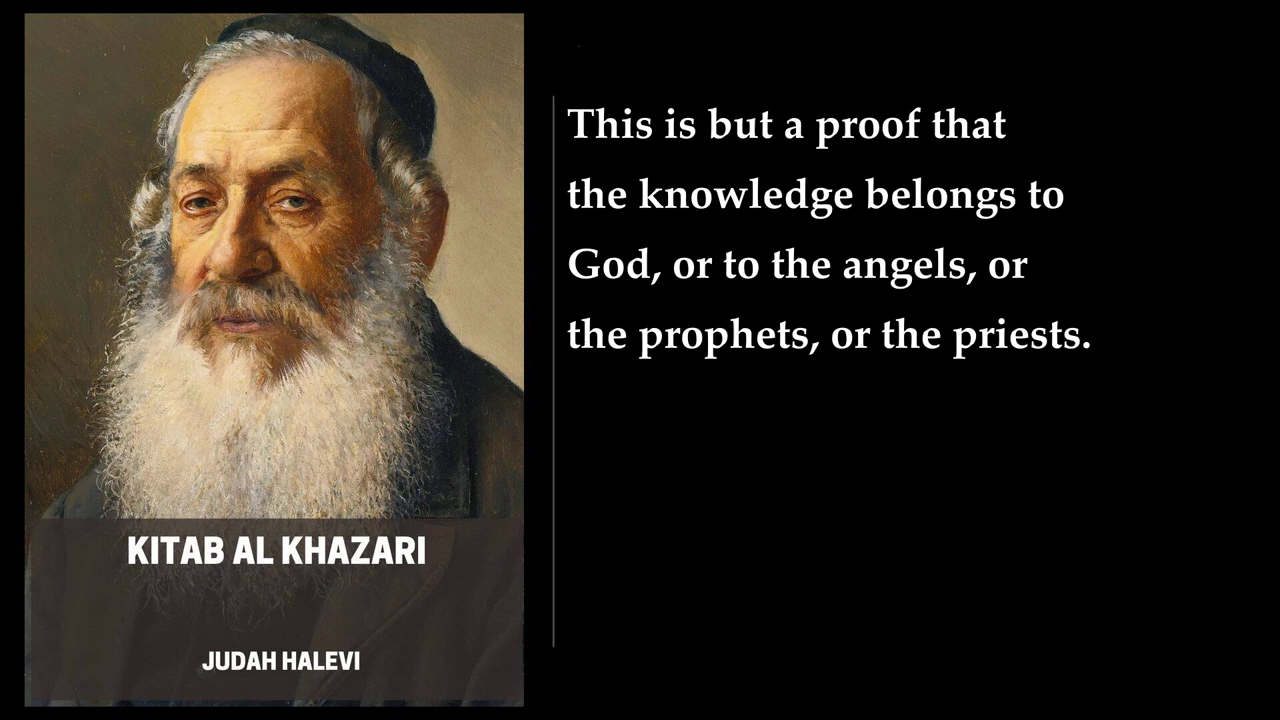 KITAB AL KHAZARI
JUDAH HALEVI
This is but a proof that
the knowledge belongs to
God, or to the angels, or
the prophets, or the priests.